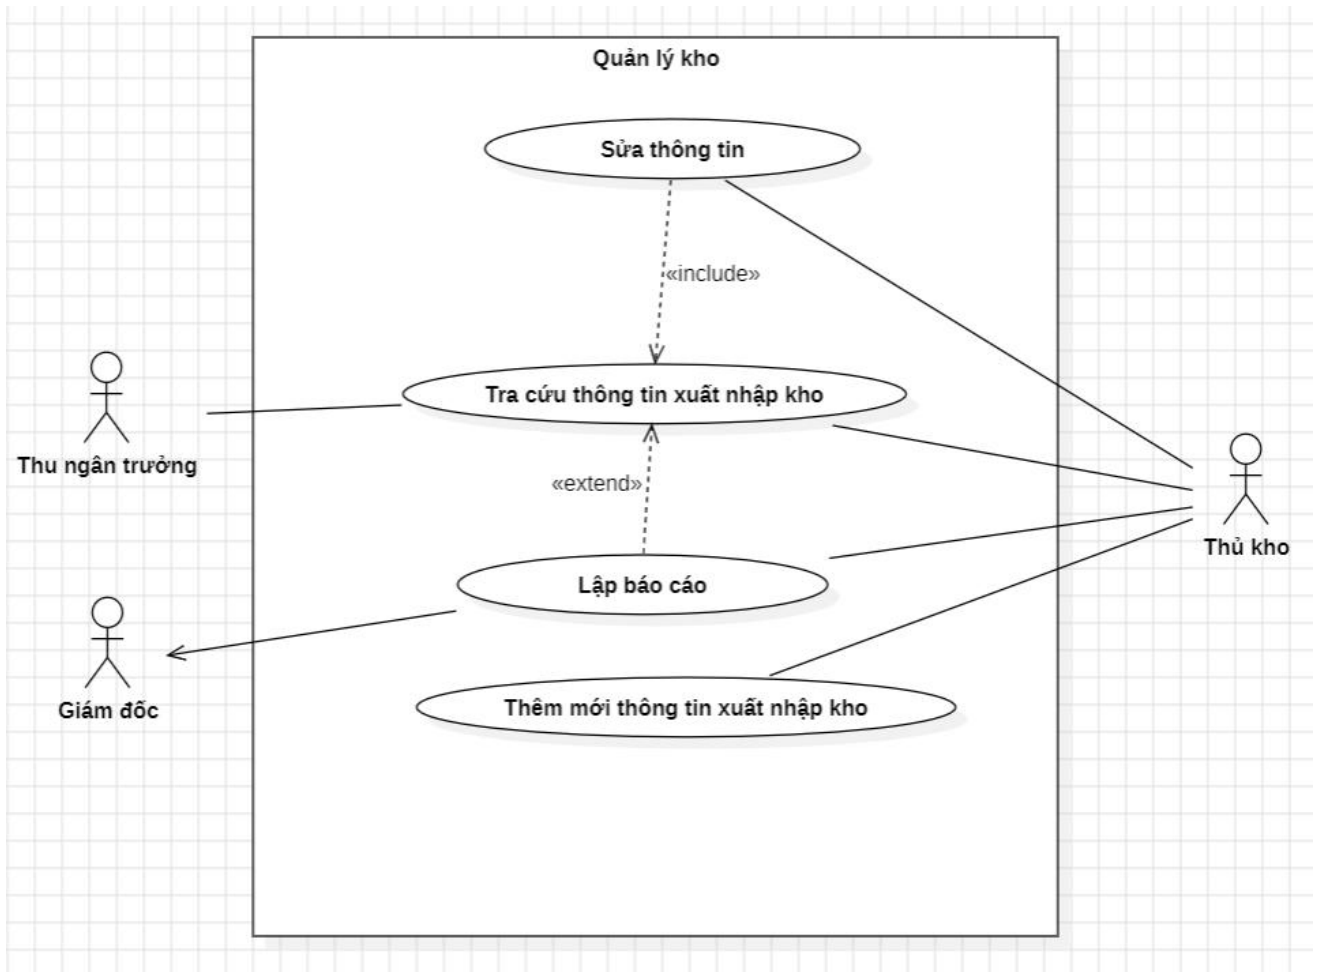 Quản lý kho
Sửa thông tin
«include»
Tra cứu thông tin xuất nhập kho
Thu ngân trưởng
«extend»
Thủ kho
Lập báo cáo
Giám đốc
Thêm mới thông tin xuất nhập kho